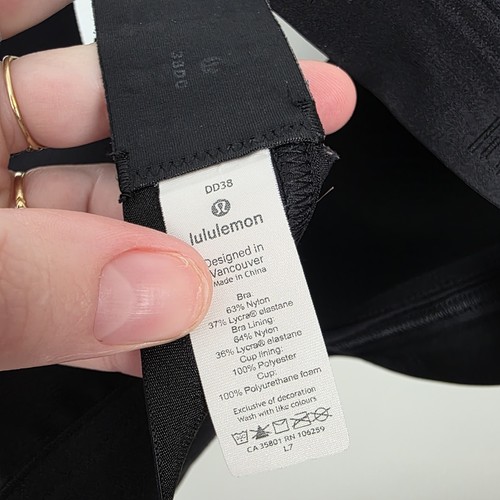 38DD
DD38
lululemon
Designed in
Vancouver
Made in China
Bra:
63% Nylon
37% Lycra® elastane
Bra Lining:
64% Nylon
36% Lycra® elastane
Cup lining:
100% Polyester
Cup:
100% Polyurethane foam
Exclusive of decoration
Wash with like colours
CA 35801 RN 106259
L7